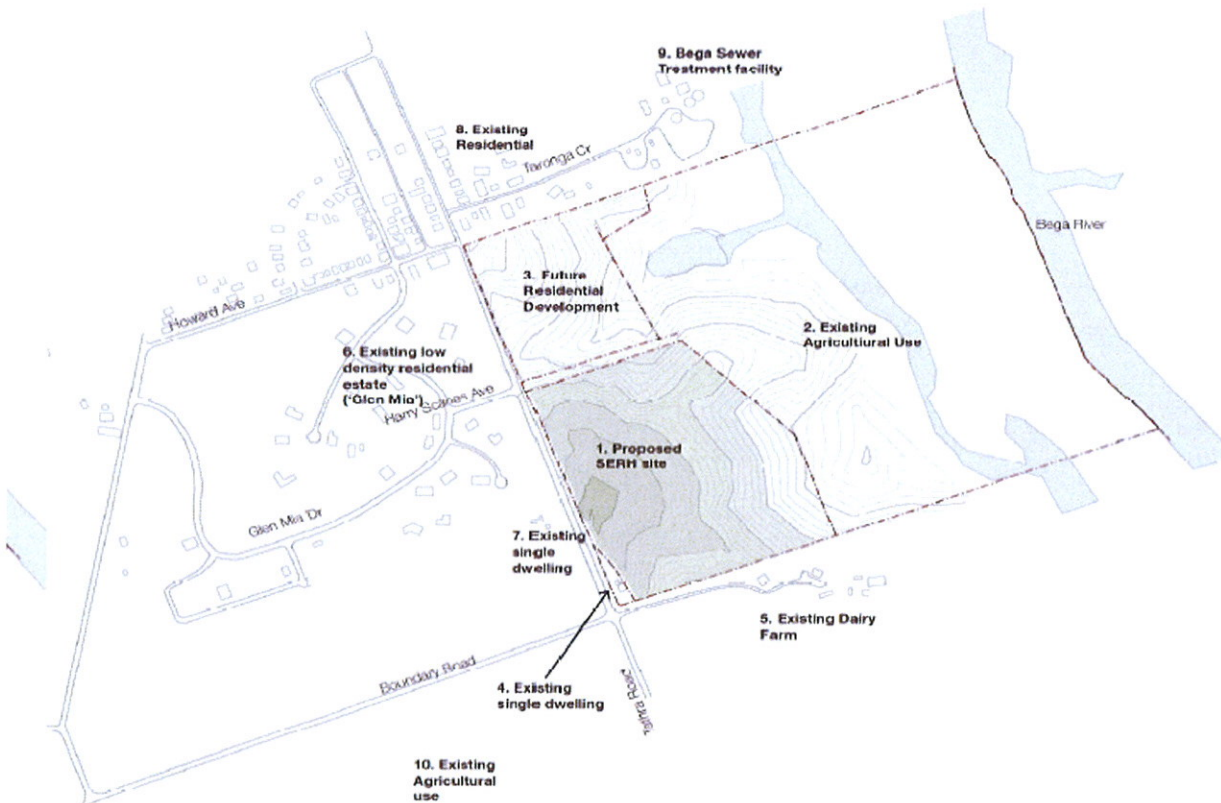 9. Bega Sewer
Treatment facility
8. Existing
Residential
Taronga Cr
Bega River
3. Future
Residential
Development
2. Existing
Agricultiural Use
Howard Ave
6. Existing low
density residential
estate
('Glen Mia')
Harry Scanes Ave
1. Proposed
SERH site
Glen Mia Dr
7. Existing
single
dwelling
5. Existing Dairy
Farm
Boundary Road
4. Existing
single dwelling
Tathra Road
10. Existing
Agricultural
use